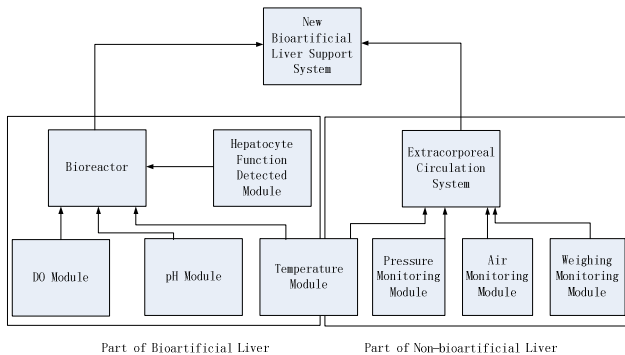 New
Bioartificial
Liver Support
System
Bioreactor
Hepatocyte
Function
Detected
Module
Extracorporeal
Circulation
System
DO Module
pH Module
Temperature
Module
Pressure
Monitoring
Module
Air
Monitoring
Module
Weighing
Monitoring
Module
Part of Bioartificial Liver
Part of Non-bioartificial Liver